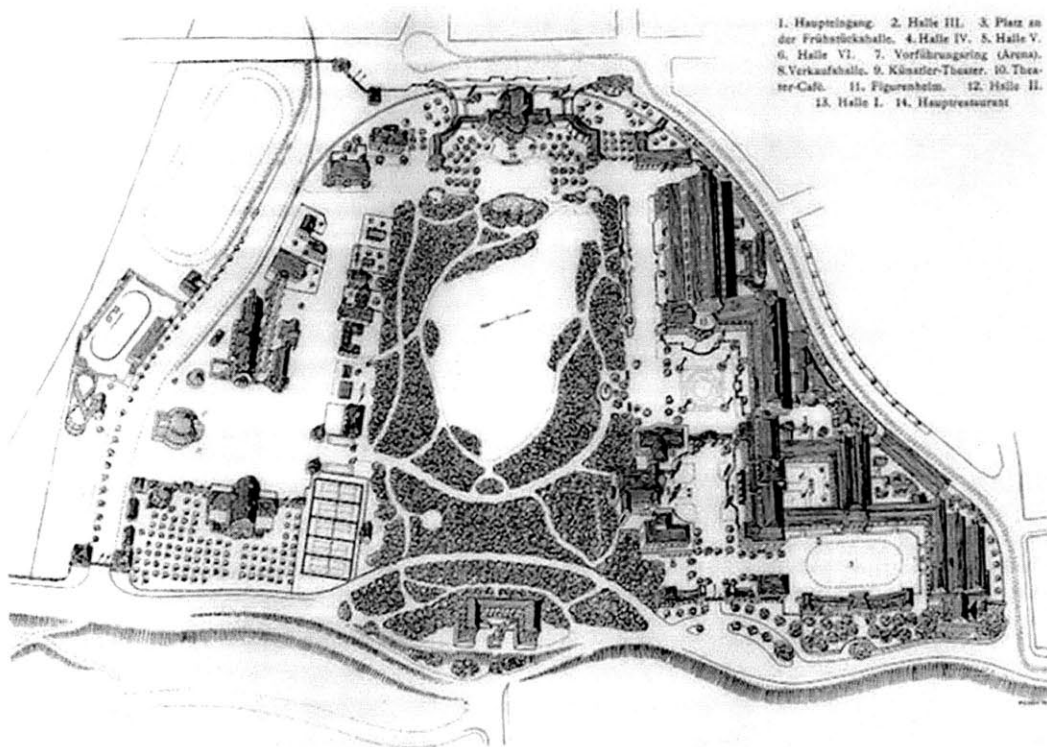 1. Haupteingang. 2. Halle III. 3. Platz an
der Frühstückshalle. 4. Halle IV. 5. Halle V.
6. Halle VI. 7. Vorführungsring (Arena).
8. Verkaufshalle. 9. Künstler-Theater. 10. Thea-
ter-Café. 11. Figurenheim. 12. Halle II.
13. Halle I. 14. Hauptrestaurant